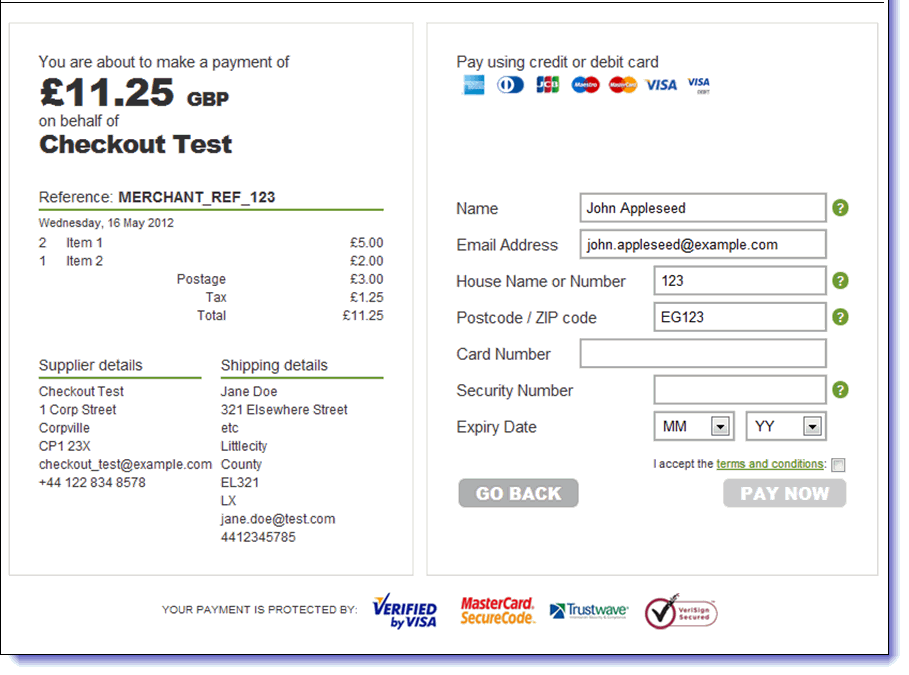 You are about to make a payment of
£11.25 GBP
on behalf of
Checkout Test
Reference: MERCHANT_REF_123
Wednesday, 16 May 2012
2 Item 1 £5.00
1 Item 2 £2.00
Postage £3.00
Tax £1.25
Total £11.25
Supplier details
Checkout Test
1 Corp Street
Corpville
CP1 23X
checkout_test@example.com
+44 122 834 8578
Shipping details
Jane Doe
321 Elsewhere Street
etc
Littlecity
County
EL321
LX
jane.doe@test.com
4412345785
Pay using credit or debit card
JCB Maestro MasterCard VISA VISA DEBIT
Name John Appleseed ?
Email Address john.appleseed@example.com
House Name or Number 123 ?
Postcode / ZIP code EG123 ?
Card Number
Security Number ?
Expiry Date MM YY
I accept the terms and conditions:
GO BACK PAY NOW
YOUR PAYMENT IS PROTECTED BY:
VERIFIED
by VISA
MasterCard.
SecureCode.
Trustwave
VeriSign
Secured